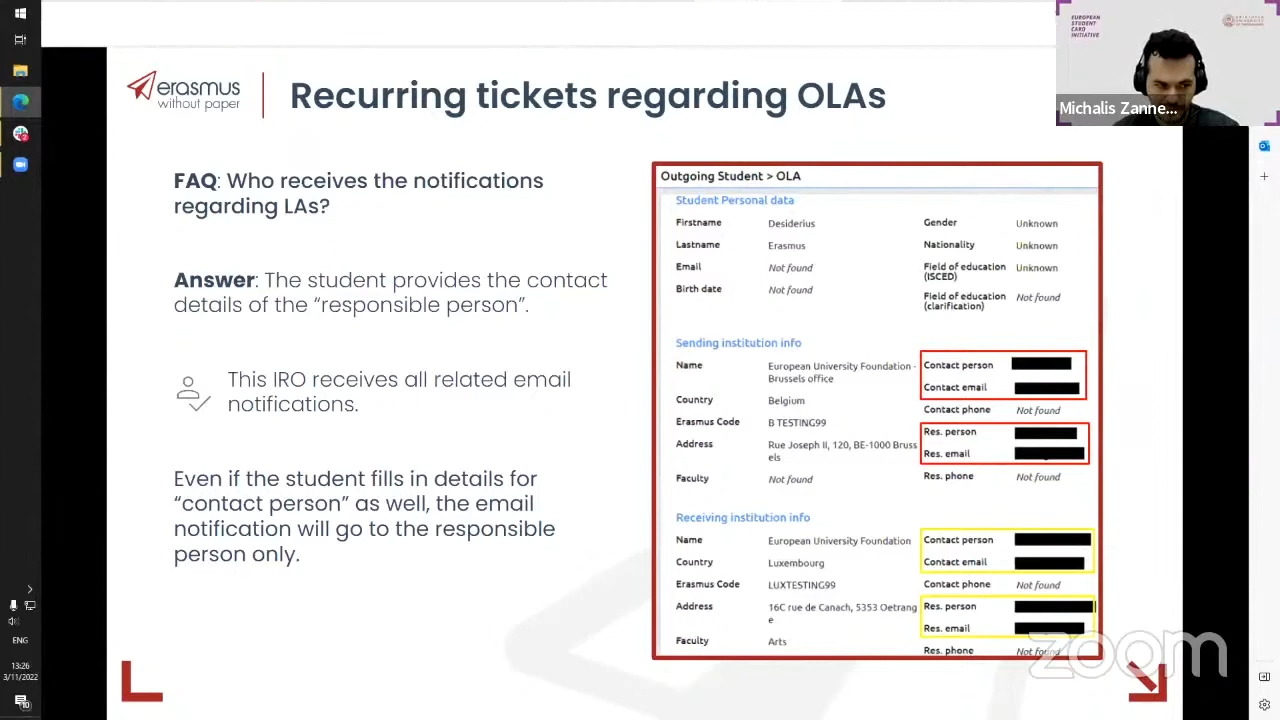 erasmus
without paper
Recurring tickets regarding OLAs
EUROPEAN
STUDENT
CARD
INITIATIVE
Michalis Zanne...
FAQ: Who receives the notifications
regarding LAs?
Answer: The student provides the contact
details of the “responsible person”.
This IRO receives all related email
notifications.
Even if the student fills in details for
“contact person” as well, the email
notification will go to the responsible
person only.
Outgoing Student > OLA
Student Personal data
Firstname Desiderius Gender Unknown
Lastname Erasmus Nationality Unknown
Email Not found Field of education Unknown
(ISCED)
Birth date Not found Field of education Not found
(clarification)
Sending institution info
Name European University Foundation - Contact person
Brussels office
Contact email
Country Belgium Contact phone Not found
Erasmus Code B TESTING99 Res. person
Address Rue Joseph II, 120, BE-1000 Bruss Res. email
els
Faculty Not found Res. phone Not found
Receiving institution info
Name European University Foundation Contact person
Country Luxembourg Contact email
Erasmus Code LUXTESTING99 Contact phone Not found
Address 16C rue de Canach, 5353 Oetrang Res. person
e
Res. email
Faculty Arts Res. phone Not found
zoom
ENG
13:26
3/11/2022